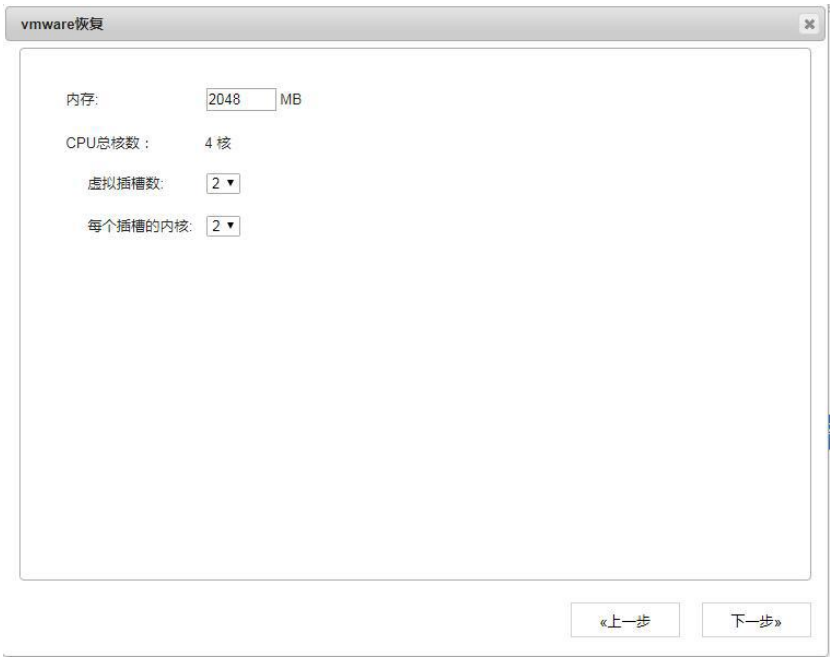 vmware恢复
内存: 2048 MB
CPU总核数： 4 核
虚拟插槽数: 2
每个插槽的内核: 2
«上一步 下一步»